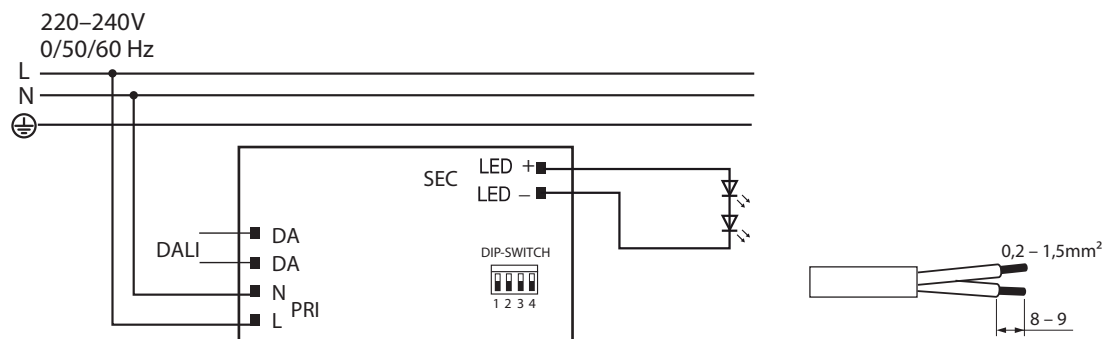 220–240V
0/50/60 Hz
L
N
LED +
SEC
LED –
DALI
DA
DA
N
PRI
L
DIP-SWITCH
1 2 3 4
0,2 – 1,5mm²
8 – 9